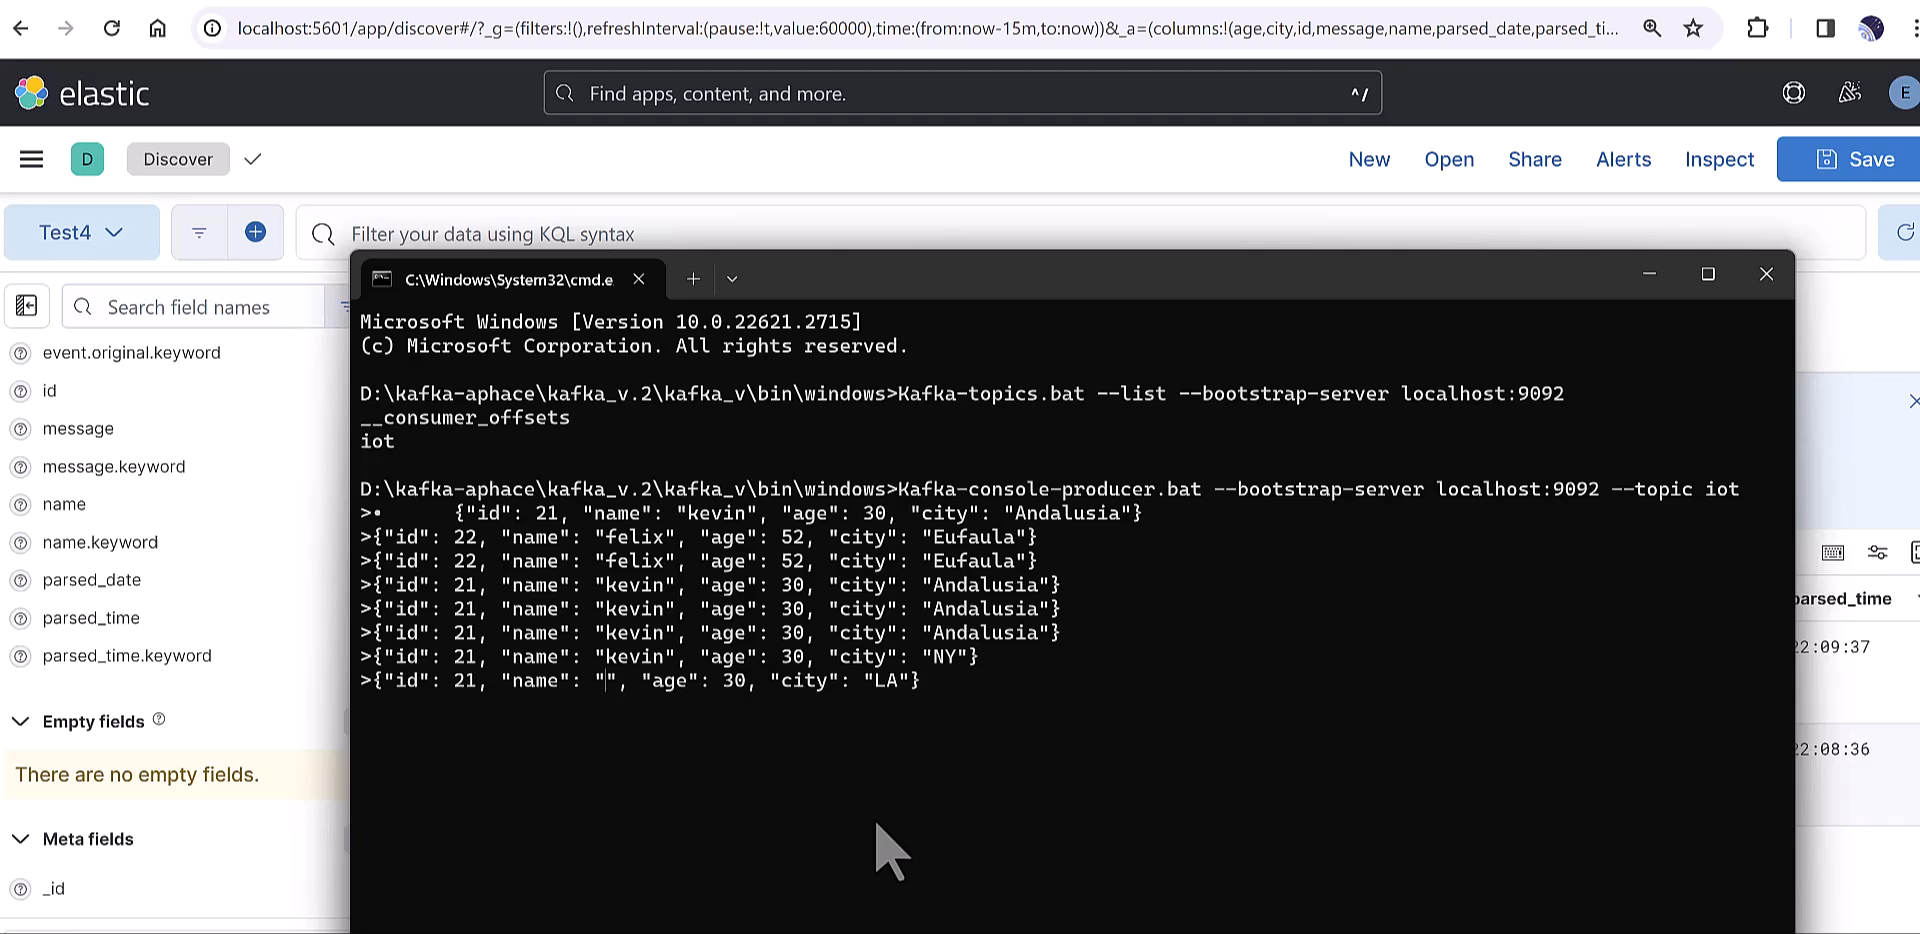 localhost:5601/app/discover#/?_g=(filters:!(),refreshInterval:(pause:!t,value:60000),time:(from:now-15m,to:now))&_a=(columns:!(age,city,id,message,name,parsed_date,parsed_ti...
elastic
Find apps, content, and more.
^/
E
D
Discover
New
Open
Share
Alerts
Inspect
Save
Test4
Filter your data using KQL syntax
Search field names
event.original.keyword
id
message
message.keyword
name
name.keyword
parsed_date
parsed_time
parsed_time.keyword
Empty fields
There are no empty fields.
Meta fields
_id
C:\Windows\System32\cmd.e
Microsoft Windows [Version 10.0.22621.2715]
(c) Microsoft Corporation. All rights reserved.
D:\kafka-aphace\kafka_v.2\kafka_v\bin\windows>Kafka-topics.bat --list --bootstrap-server localhost:9092
__consumer_offsets
iot
D:\kafka-aphace\kafka_v.2\kafka_v\bin\windows>Kafka-console-producer.bat --bootstrap-server localhost:9092 --topic iot
>•      {"id": 21, "name": "kevin", "age": 30, "city": "Andalusia"}
>{"id": 22, "name": "felix", "age": 52, "city": "Eufaula"}
>{"id": 22, "name": "felix", "age": 52, "city": "Eufaula"}
>{"id": 21, "name": "kevin", "age": 30, "city": "Andalusia"}
>{"id": 21, "name": "kevin", "age": 30, "city": "Andalusia"}
>{"id": 21, "name": "kevin", "age": 30, "city": "Andalusia"}
>{"id": 21, "name": "kevin", "age": 30, "city": "NY"}
>{"id": 21, "name": "", "age": 30, "city": "LA"}
parsed_time
22:09:37
22:08:36